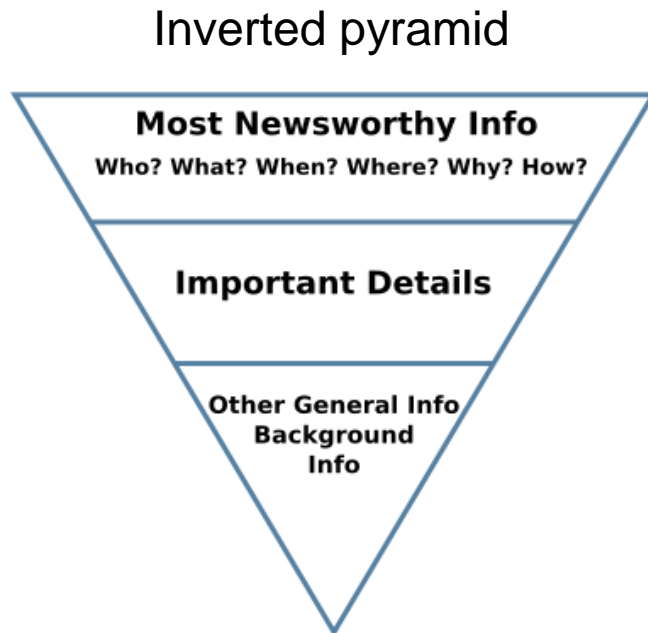 Inverted pyramid
Most Newsworthy Info
Who? What? When? Where? Why? How?
Important Details
Other General Info
Background
Info